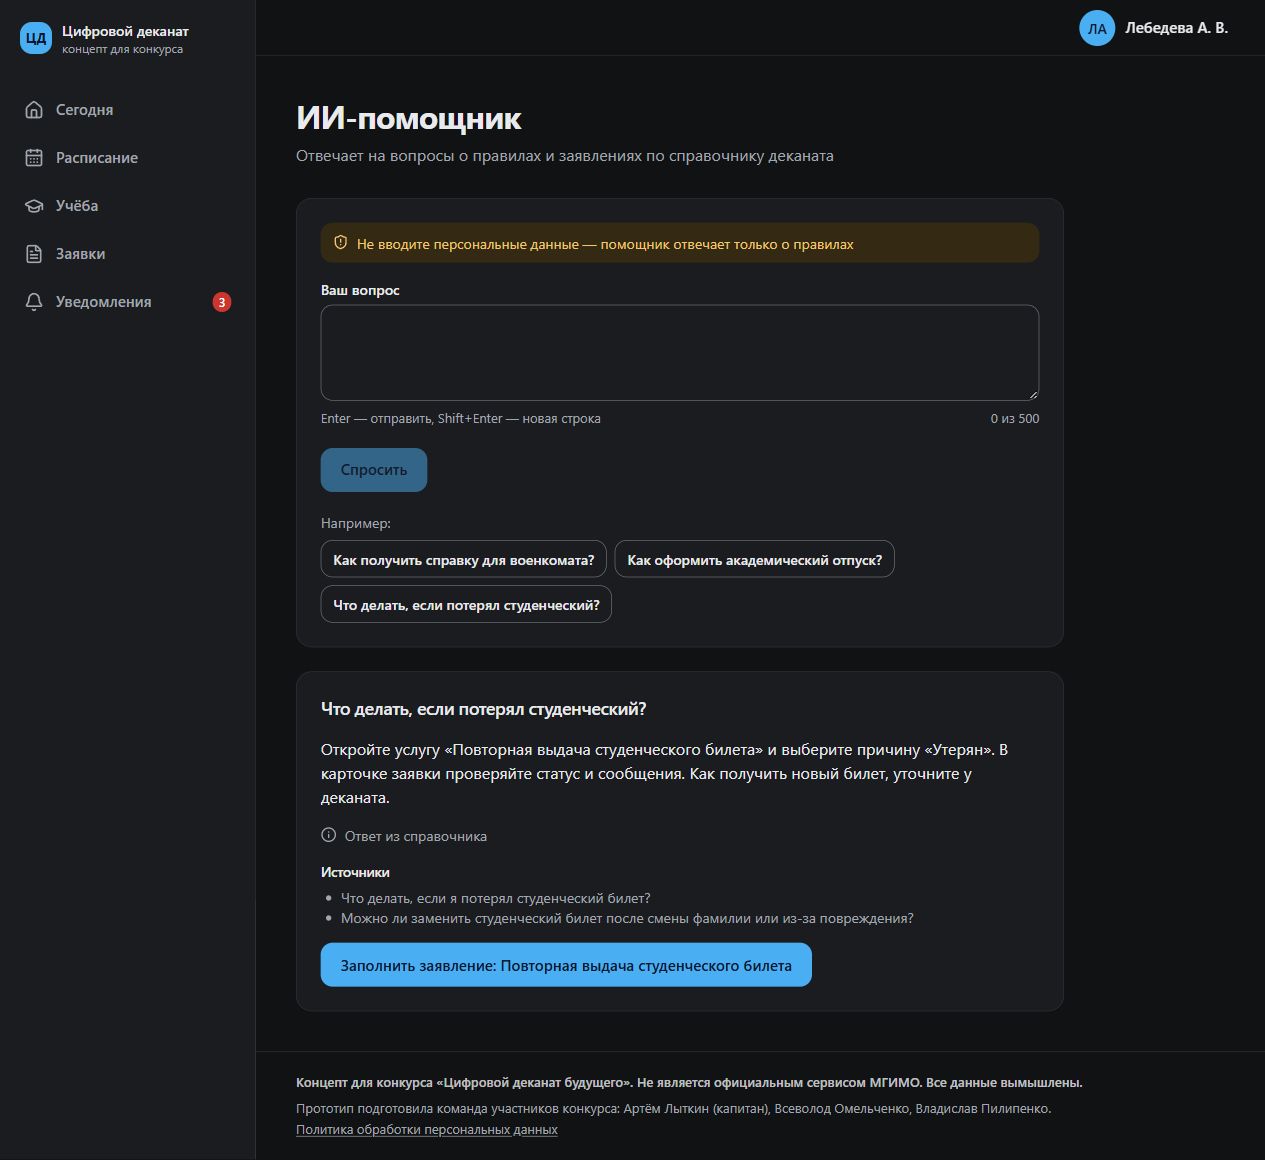 ЦД
Цифровой деканат
концепт для конкурса
ЛА
Лебедева А. В.
Сегодня
Расписание
Учёба
Заявки
Уведомления
3
ИИ-помощник
Отвечает на вопросы о правилах и заявлениях по справочнику деканата
Не вводите персональные данные — помощник отвечает только о правилах
Ваш вопрос
Enter — отправить, Shift+Enter — новая строка
0 из 500
Спросить
Например:
Как получить справку для военкомата?
Как оформить академический отпуск?
Что делать, если потерял студенческий?
Что делать, если потерял студенческий?
Откройте услугу «Повторная выдача студенческого билета» и выберите причину «Утерян». В
карточке заявки проверяйте статус и сообщения. Как получить новый билет, уточните у
деканата.
Ответ из справочника
Источники
Что делать, если я потерял студенческий билет?
Можно ли заменить студенческий билет после смены фамилии или из-за повреждения?
Заполнить заявление: Повторная выдача студенческого билета
Концепт для конкурса «Цифровой деканат будущего». Не является официальным сервисом МГИМО. Все данные вымышлены.
Прототип подготовила команда участников конкурса: Артём Лыткин (капитан), Всеволод Омельченко, Владислав Пилипенко.
Политика обработки персональных данных